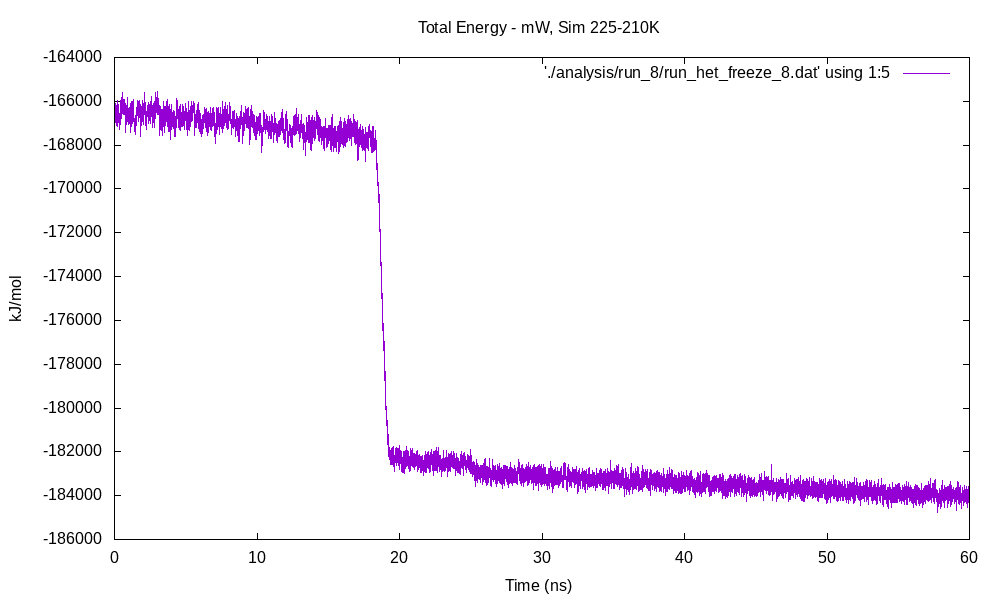 Total Energy - mW, Sim 225-210K
'./analysis/run_8/run_het_freeze_8.dat' using 1:5
-164000
-166000
-168000
-170000
-172000
-174000
-176000
-178000
-180000
-182000
-184000
-186000
kJ/mol
0 10 20 30 40 50 60
Time (ns)